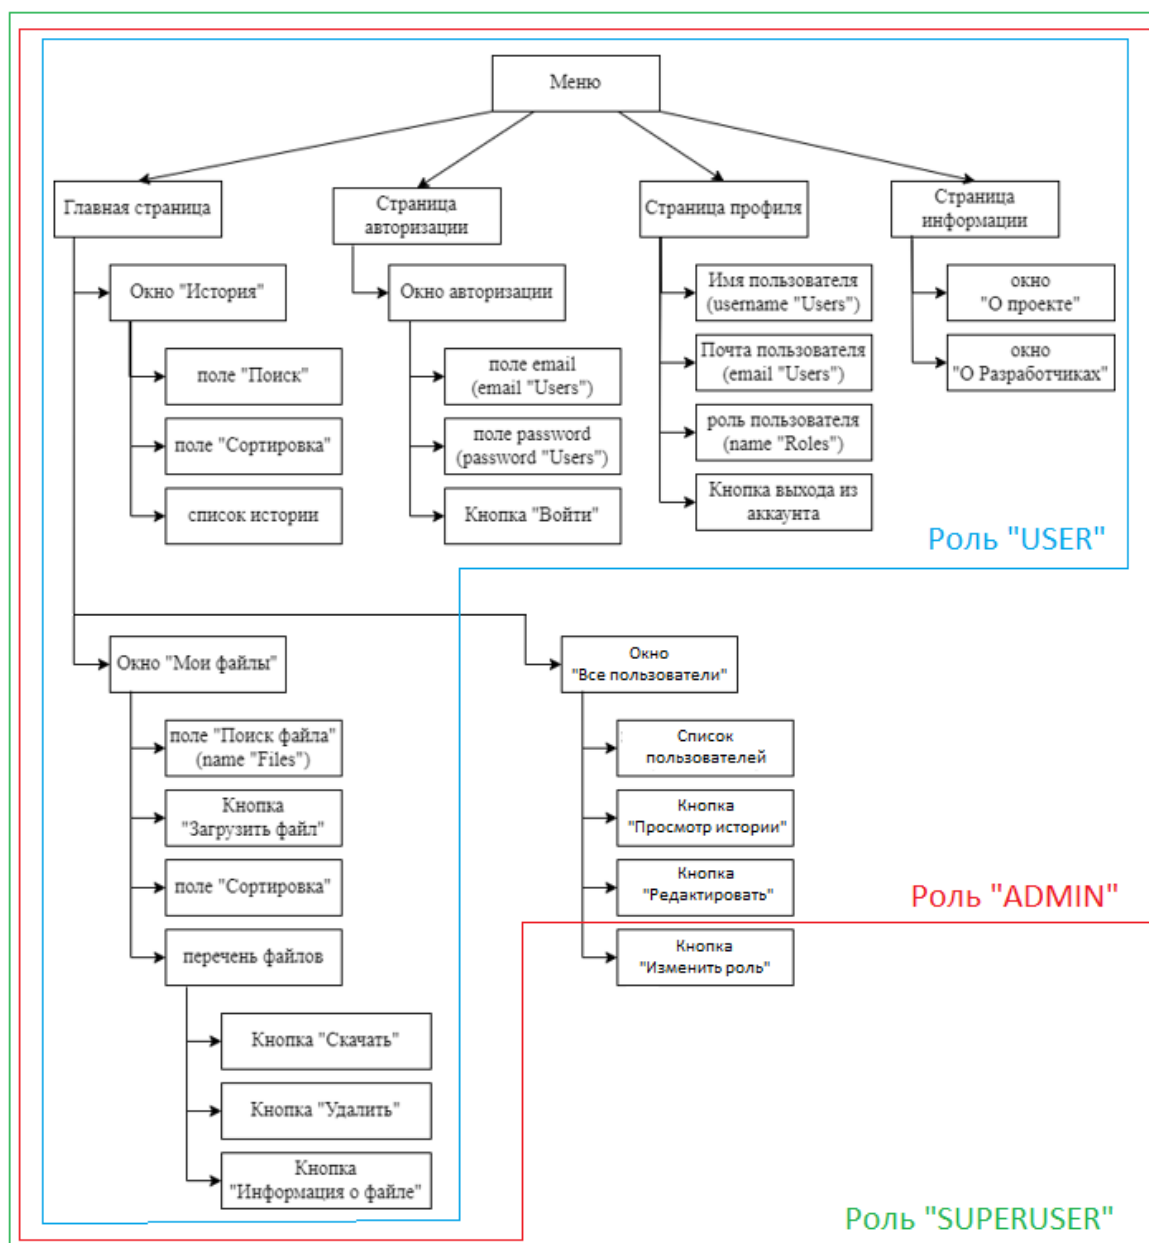 Меню
Главная страница
Страница
авторизации
Страница профиля
Страница
информации
Окно "История"
Окно авторизации
Имя пользователя
(username "Users")
окно
"О проекте"
поле "Поиск"
поле email
(email "Users")
Почта пользователя
(email "Users")
окно
"О Разработчиках"
поле "Сортировка"
поле password
(password "Users")
роль пользователя
(name "Roles")
список истории
Кнопка "Войти"
Кнопка выхода из
аккаунта
Роль "USER"
Окно "Мои файлы"
Окно
"Все пользователи"
поле "Поиск файла"
(name "Files")
Список
пользователей
Кнопка
"Загрузить файл"
Кнопка
"Просмотр истории"
поле "Сортировка"
Кнопка
"Редактировать"
Роль "ADMIN"
перечень файлов
Кнопка
"Изменить роль"
Кнопка "Скачать"
Кнопка "Удалить"
Кнопка
"Информация о файле"
Роль "SUPERUSER"